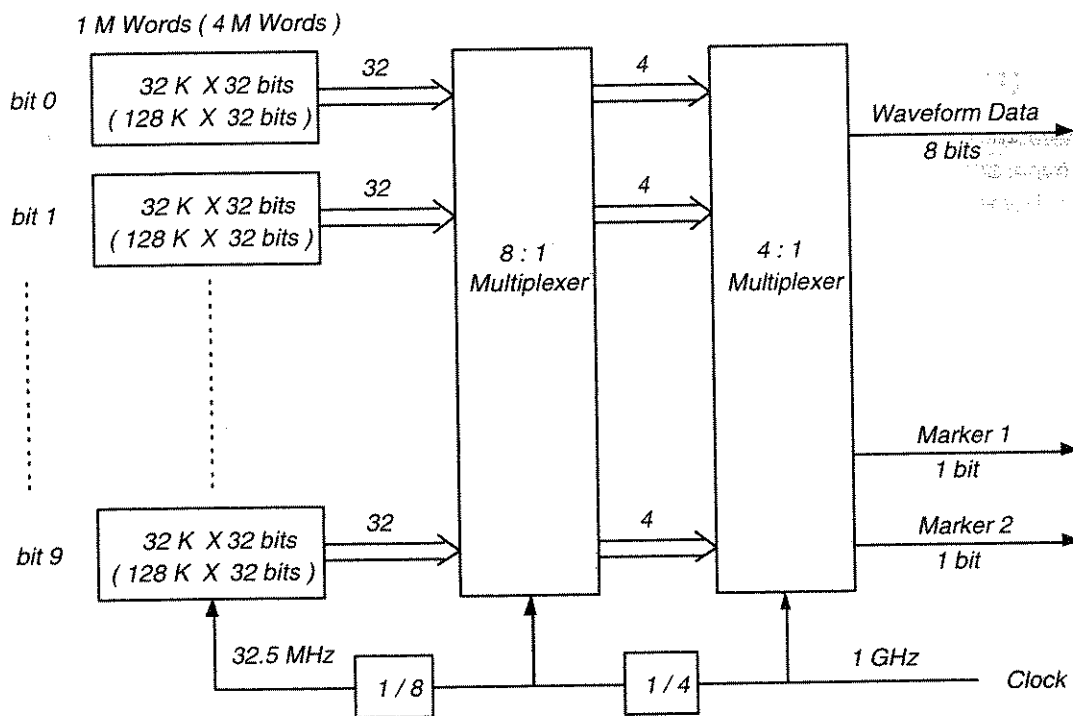 1 M Words ( 4 M Words )
bit 0
32 K X 32 bits
( 128 K X 32 bits )
32
4
Waveform Data
8 bits
bit 1
32 K X 32 bits
( 128 K X 32 bits )
32
4
8 : 1
Multiplexer
4 : 1
Multiplexer
Marker 1
1 bit
bit 9
32 K X 32 bits
( 128 K X 32 bits )
32
4
Marker 2
1 bit
32.5 MHz
1 / 8
1 / 4
1 GHz
Clock